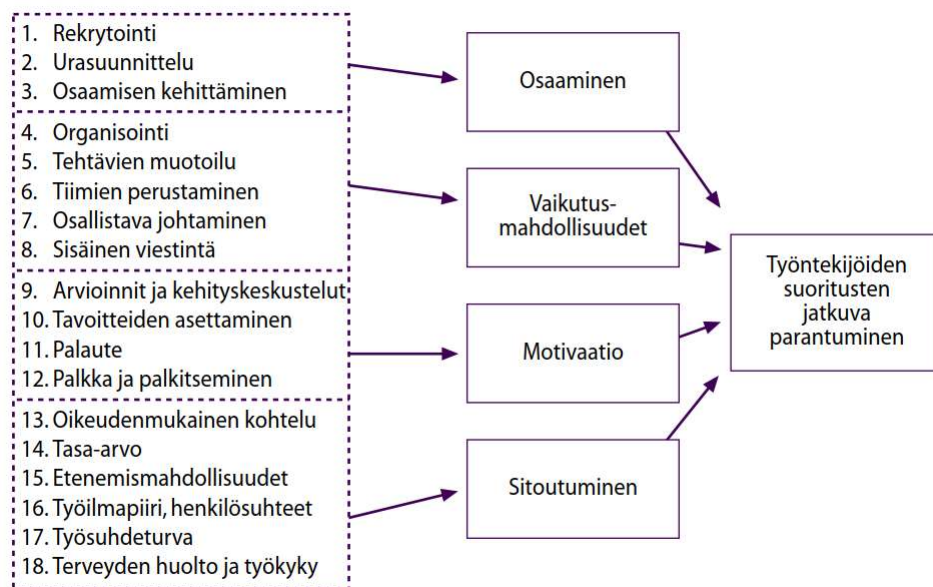 1. Rekrytointi
2. Urasuunnittelu
3. Osaamisen kehittäminen
4. Organisointi
5. Tehtävien muotoilu
6. Tiimien perustaminen
7. Osallistava johtaminen
8. Sisäinen viestintä
9. Arvioinnit ja kehityskeskustelut
10. Tavoitteiden asettaminen
11. Palaute
12. Palkka ja palkitseminen
13. Oikeudenmukainen kohtelu
14. Tasa-arvo
15. Etenemismahdollisuudet
16. Työilmapiiri, henkilösuhteet
17. Työsuhdeturva
18. Terveyden huolto ja työkyky
Osaaminen
Vaikutus-
mahdollisuudet
Motivaatio
Sitoutuminen
Työntekijöiden
suoritusten
jatkuva
parantuminen